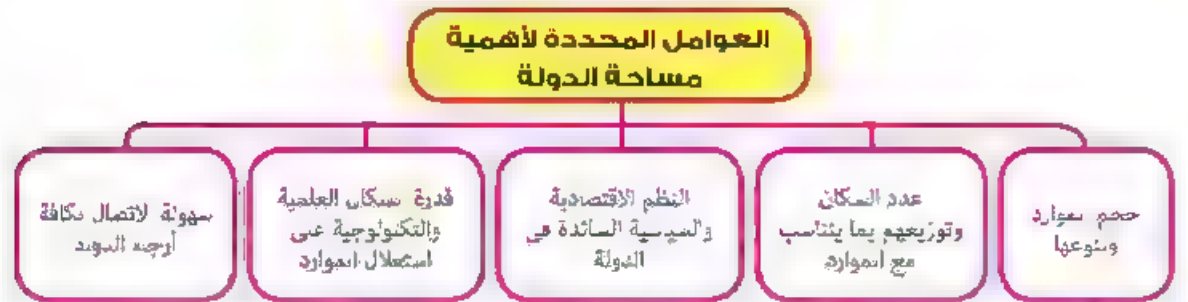 العوامل المحددة لأهمية
مساحة الدولة
حجم الموارد
وتنوعها
عدد السكان
وتوزيعهم بما يتناسب
مع الموارد
النظم الاقتصادية
والسياسية السائدة في
الدولة
قدرة السكان العلمية
والتكنولوجية على
استغلال الموارد
سهولة الاتصال بكافة
أوجه